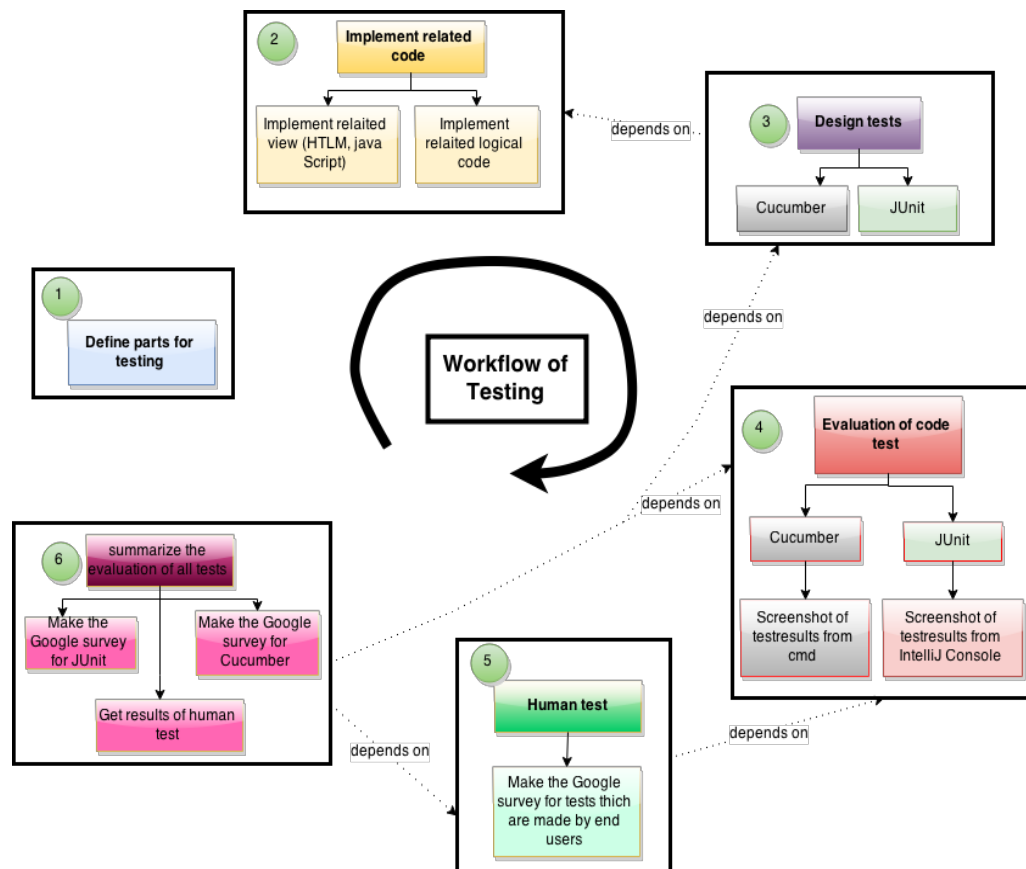 2
Implement related
code
Implement relaited
view (HTLM, java
Script)
Implement
relaited logical
code
depends on
3
Design tests
Cucumber
JUnit
1
Define parts for
testing
Workflow of
Testing
depends on
4
Evaluation of code
test
depends on
Cucumber
JUnit
Screenshot of
testresults from
cmd
Screenshot of
testresults from
IntelliJ Console
6
summarize the
evaluation of all tests
Make the
Google survey
for JUnit
Make the Google
survey for
Cucumber
Get results of human
test
depends on
5
Human test
Make the Google
survey for tests thich
are made by end
users
depends on